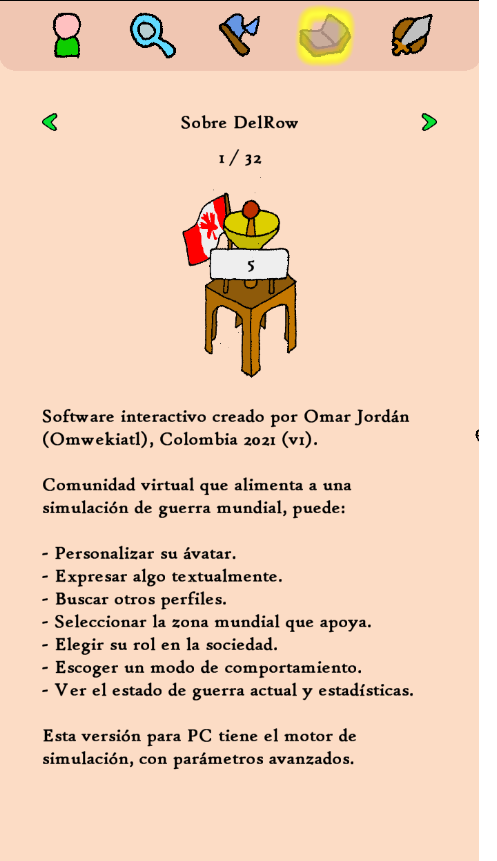 Sobre DelRow
1 / 32
5
Software interactivo creado por Omar Jordán
(Omwekiatl), Colombia 2021 (v1).
Comunidad virtual que alimenta a una
simulación de guerra mundial, puede:
- Personalizar su ávatar.
- Expresar algo textualmente.
- Buscar otros perfiles.
- Seleccionar la zona mundial que apoya.
- Elegir su rol en la sociedad.
- Escoger un modo de comportamiento.
- Ver el estado de guerra actual y estadísticas.
Esta versión para PC tiene el motor de
simulación, con parámetros avanzados.